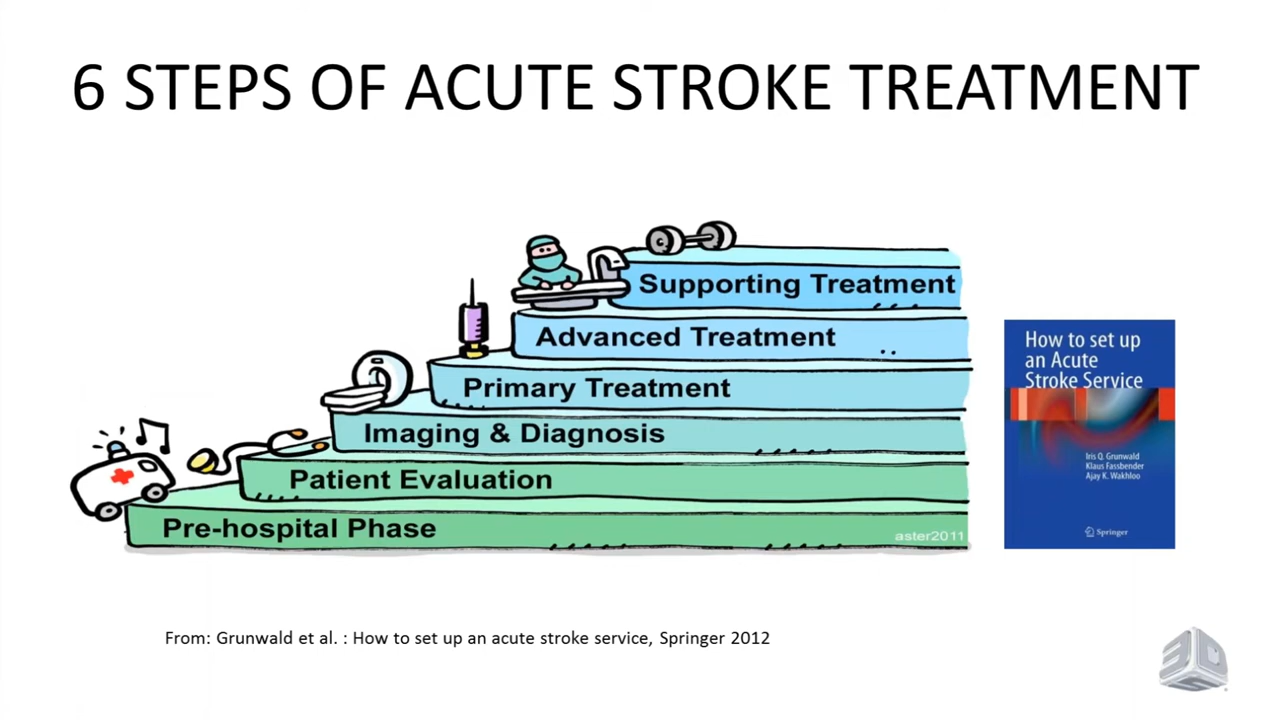 6 STEPS OF ACUTE STROKE TREATMENT
Supporting Treatment
Advanced Treatment
Primary Treatment
Imaging & Diagnosis
Patient Evaluation
Pre-hospital Phase
aster2011
How to set up
an Acute
Stroke Service
Iris Q. Grunwald
Klaus Fassbender
Ajay K. Wakhloo
Springer
From: Grunwald et al. : How to set up an acute stroke service, Springer 2012
3DS